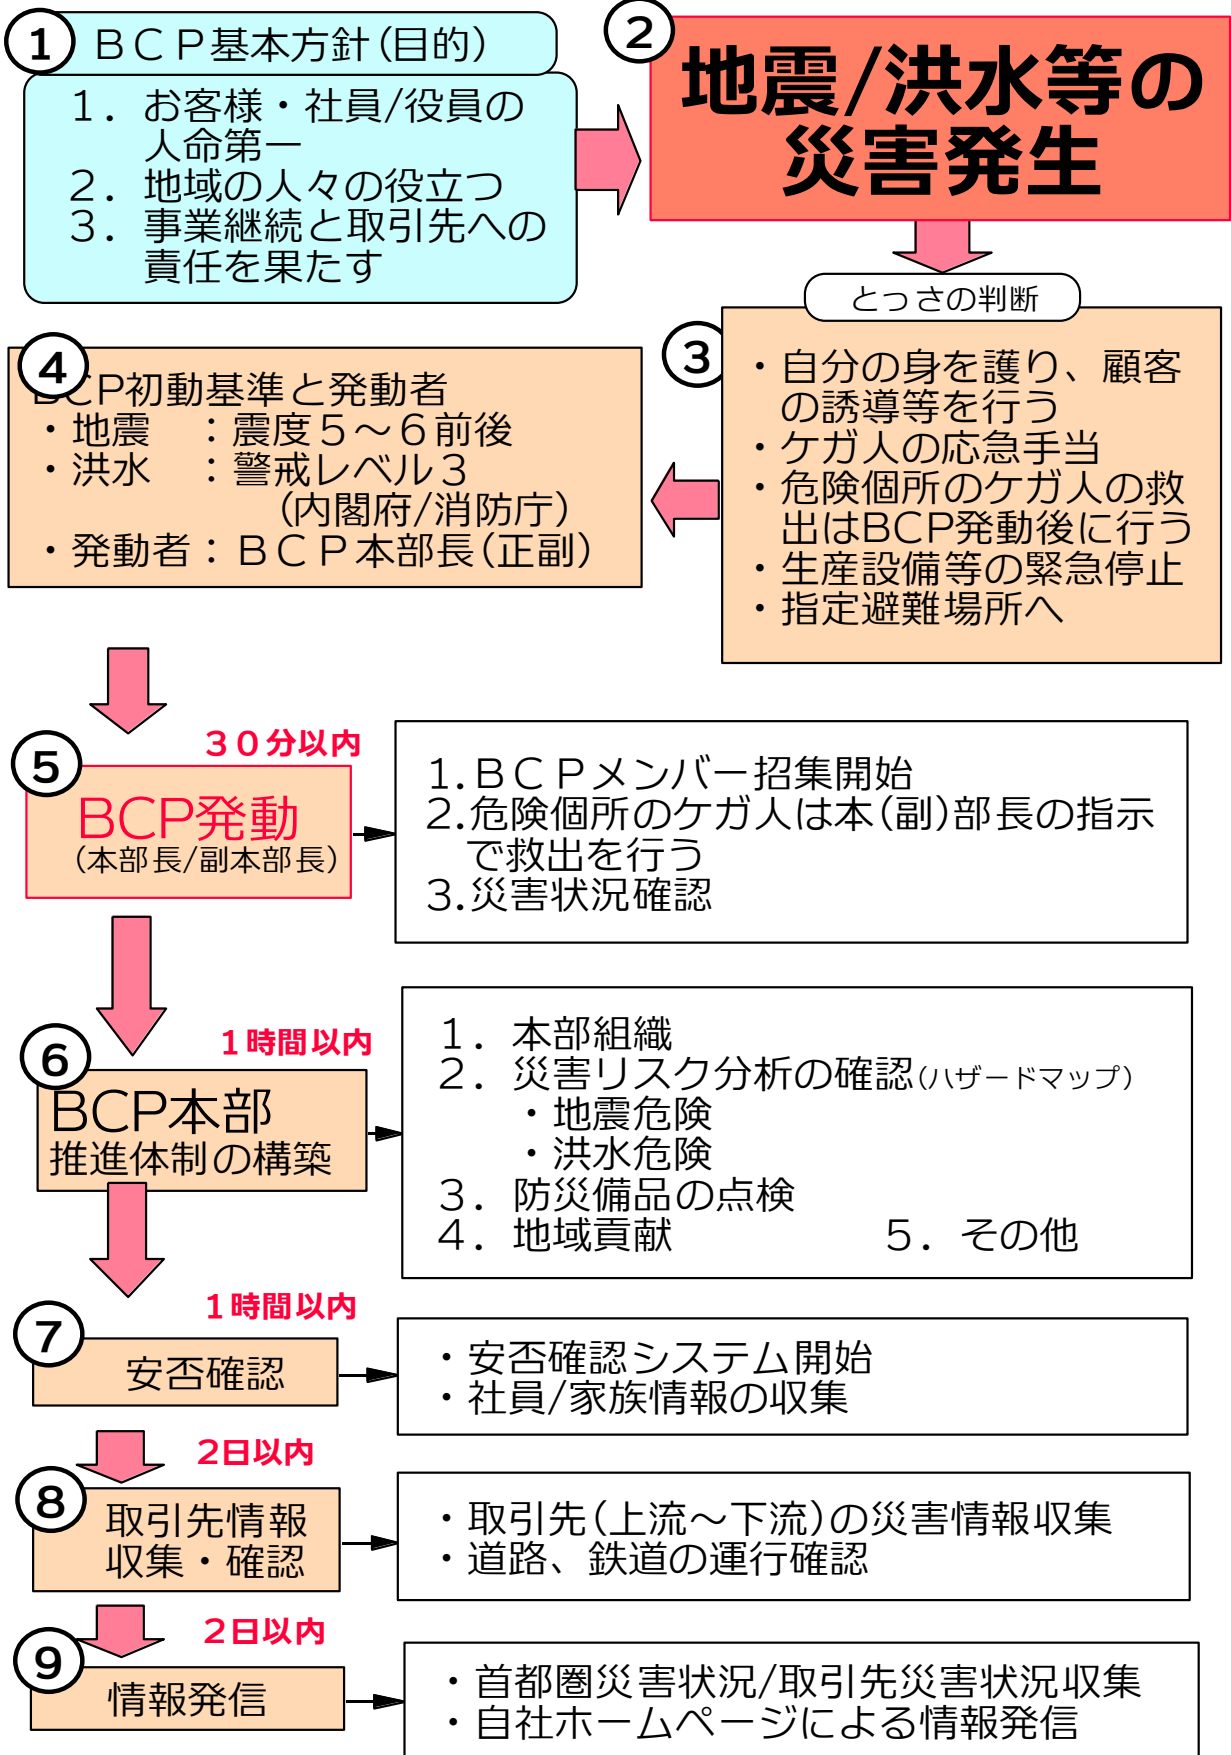 ① ＢＣＰ基本方針(目的)
１．お客様・社員/役員の
人命第一
２．地域の人々の役立つ
３．事業継続と取引先への
責任を果たす
②
地震/洪水等の
災害発生
とっさの判断
③
・自分の身を護り、顧客
の誘導等を行う
・ケガ人の応急手当
・危険個所のケガ人の救
出はBCP発動後に行う
・生産設備等の緊急停止
・指定避難場所へ
④
BCP初動基準と発動者
・地震　：震度５～６前後
・洪水　：警戒レベル３
(内閣府/消防庁)
・発動者：ＢＣＰ本部長(正副)
⑤ ３０分以内
BCP発動
(本部長/副本部長)
1.ＢＣＰメンバー招集開始
2.危険個所のケガ人は本(副)部長の指示
で救出を行う
3.災害状況確認
⑥ １時間以内
BCP本部
推進体制の構築
１．本部組織
２．災害リスク分析の確認(ハザードマップ)
・地震危険
・洪水危険
３．防災備品の点検
４．地域貢献　　　５．その他
⑦ １時間以内
安否確認
・安否確認システム開始
・社員/家族情報の収集
⑧ 2日以内
取引先情報
収集・確認
・取引先(上流～下流)の災害情報収集
・道路、鉄道の運行確認
⑨ 2日以内
情報発信
・首都圏災害状況/取引先災害状況収集
・自社ホームページによる情報発信